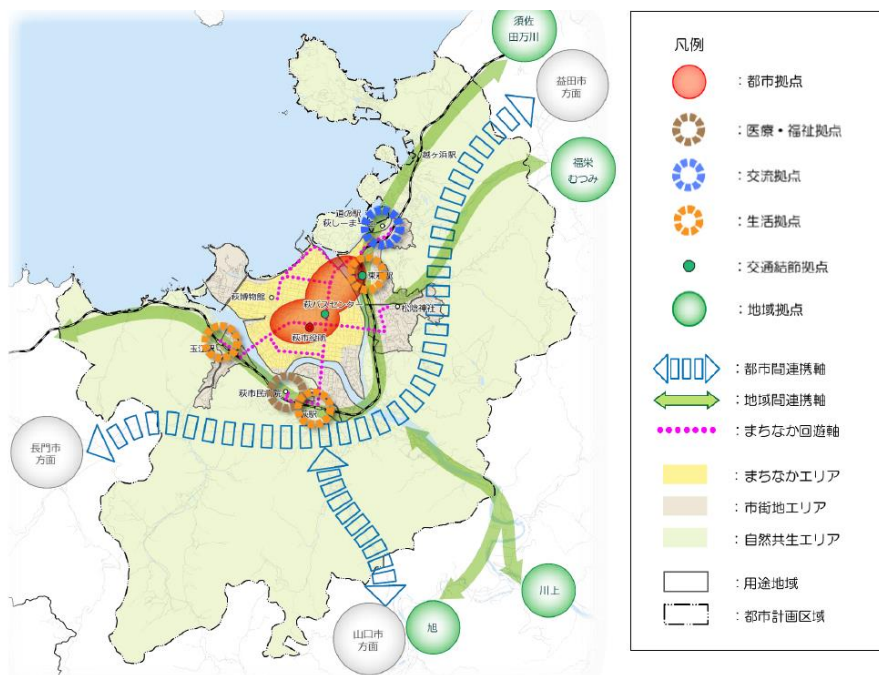 須佐
田万川
益田市
方面
福栄
むつみ
越ヶ浜駅
道の駅
萩しーまーと
東萩駅
萩博物館
萩バスセンター
松陰神社
萩市役所
玉江駅
萩市民病院
萩駅
長門市
方面
山口市
方面
旭
川上
凡例
:都市拠点
:医療・福祉拠点
:交流拠点
:生活拠点
:交通結節拠点
:地域拠点
:都市間連携軸
:地域間連携軸
:まちなか回遊軸
:まちなかエリア
:市街地エリア
:自然共生エリア
:用途地域
:都市計画区域